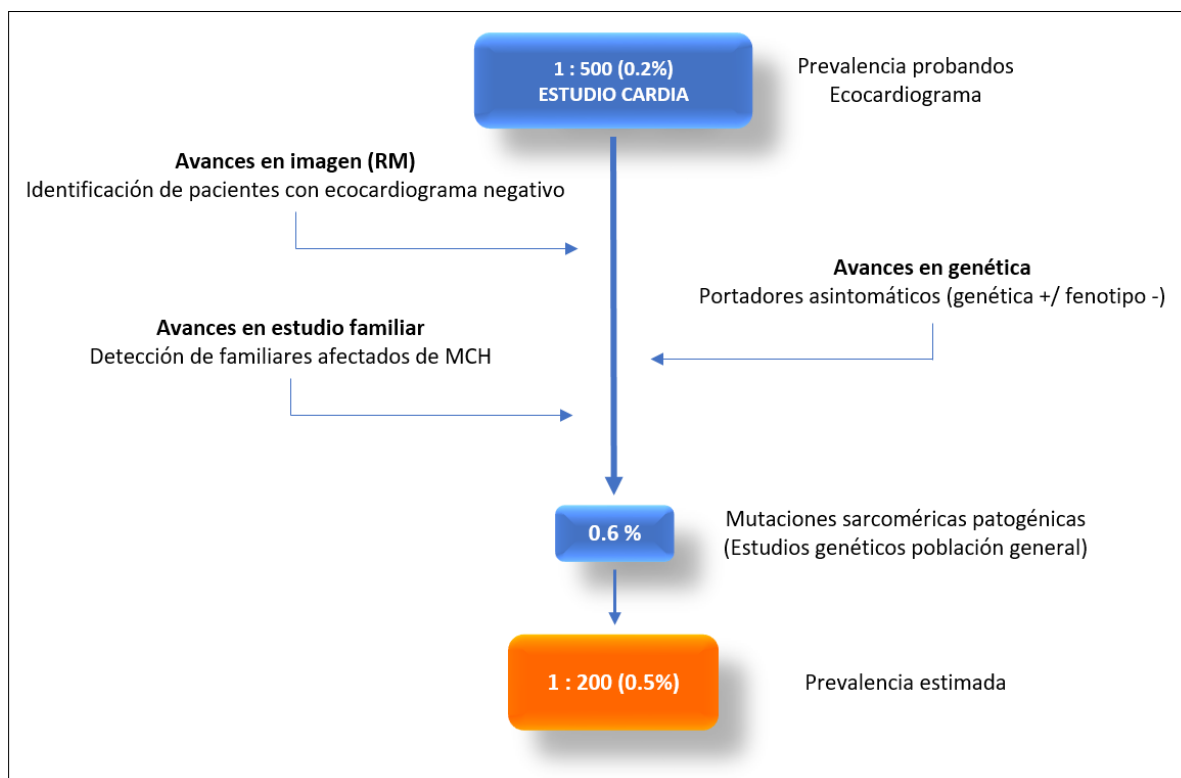 1 : 500 (0.2%)
ESTUDIO CARDIA
Prevalencia probandos
Ecocardiograma
Avances en imagen (RM)
Identificación de pacientes con ecocardiograma negativo
Avances en genética
Portadores asintomáticos (genética +/ fenotipo -)
Avances en estudio familiar
Detección de familiares afectados de MCH
0.6 %
Mutaciones sarcoméricas patogénicas
(Estudios genéticos población general)
1 : 200 (0.5%)
Prevalencia estimada